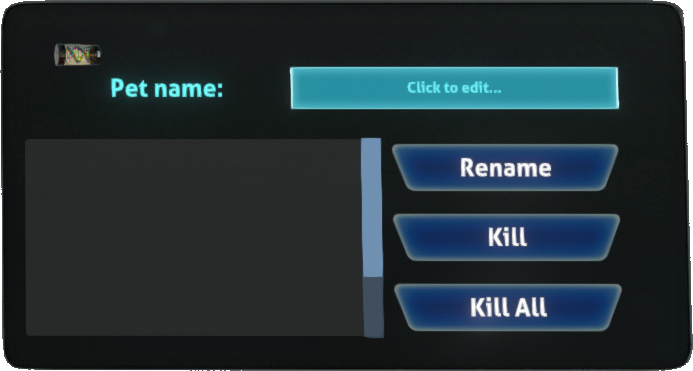 Pet name:
Click to edit...
Rename
Kill
Kill All